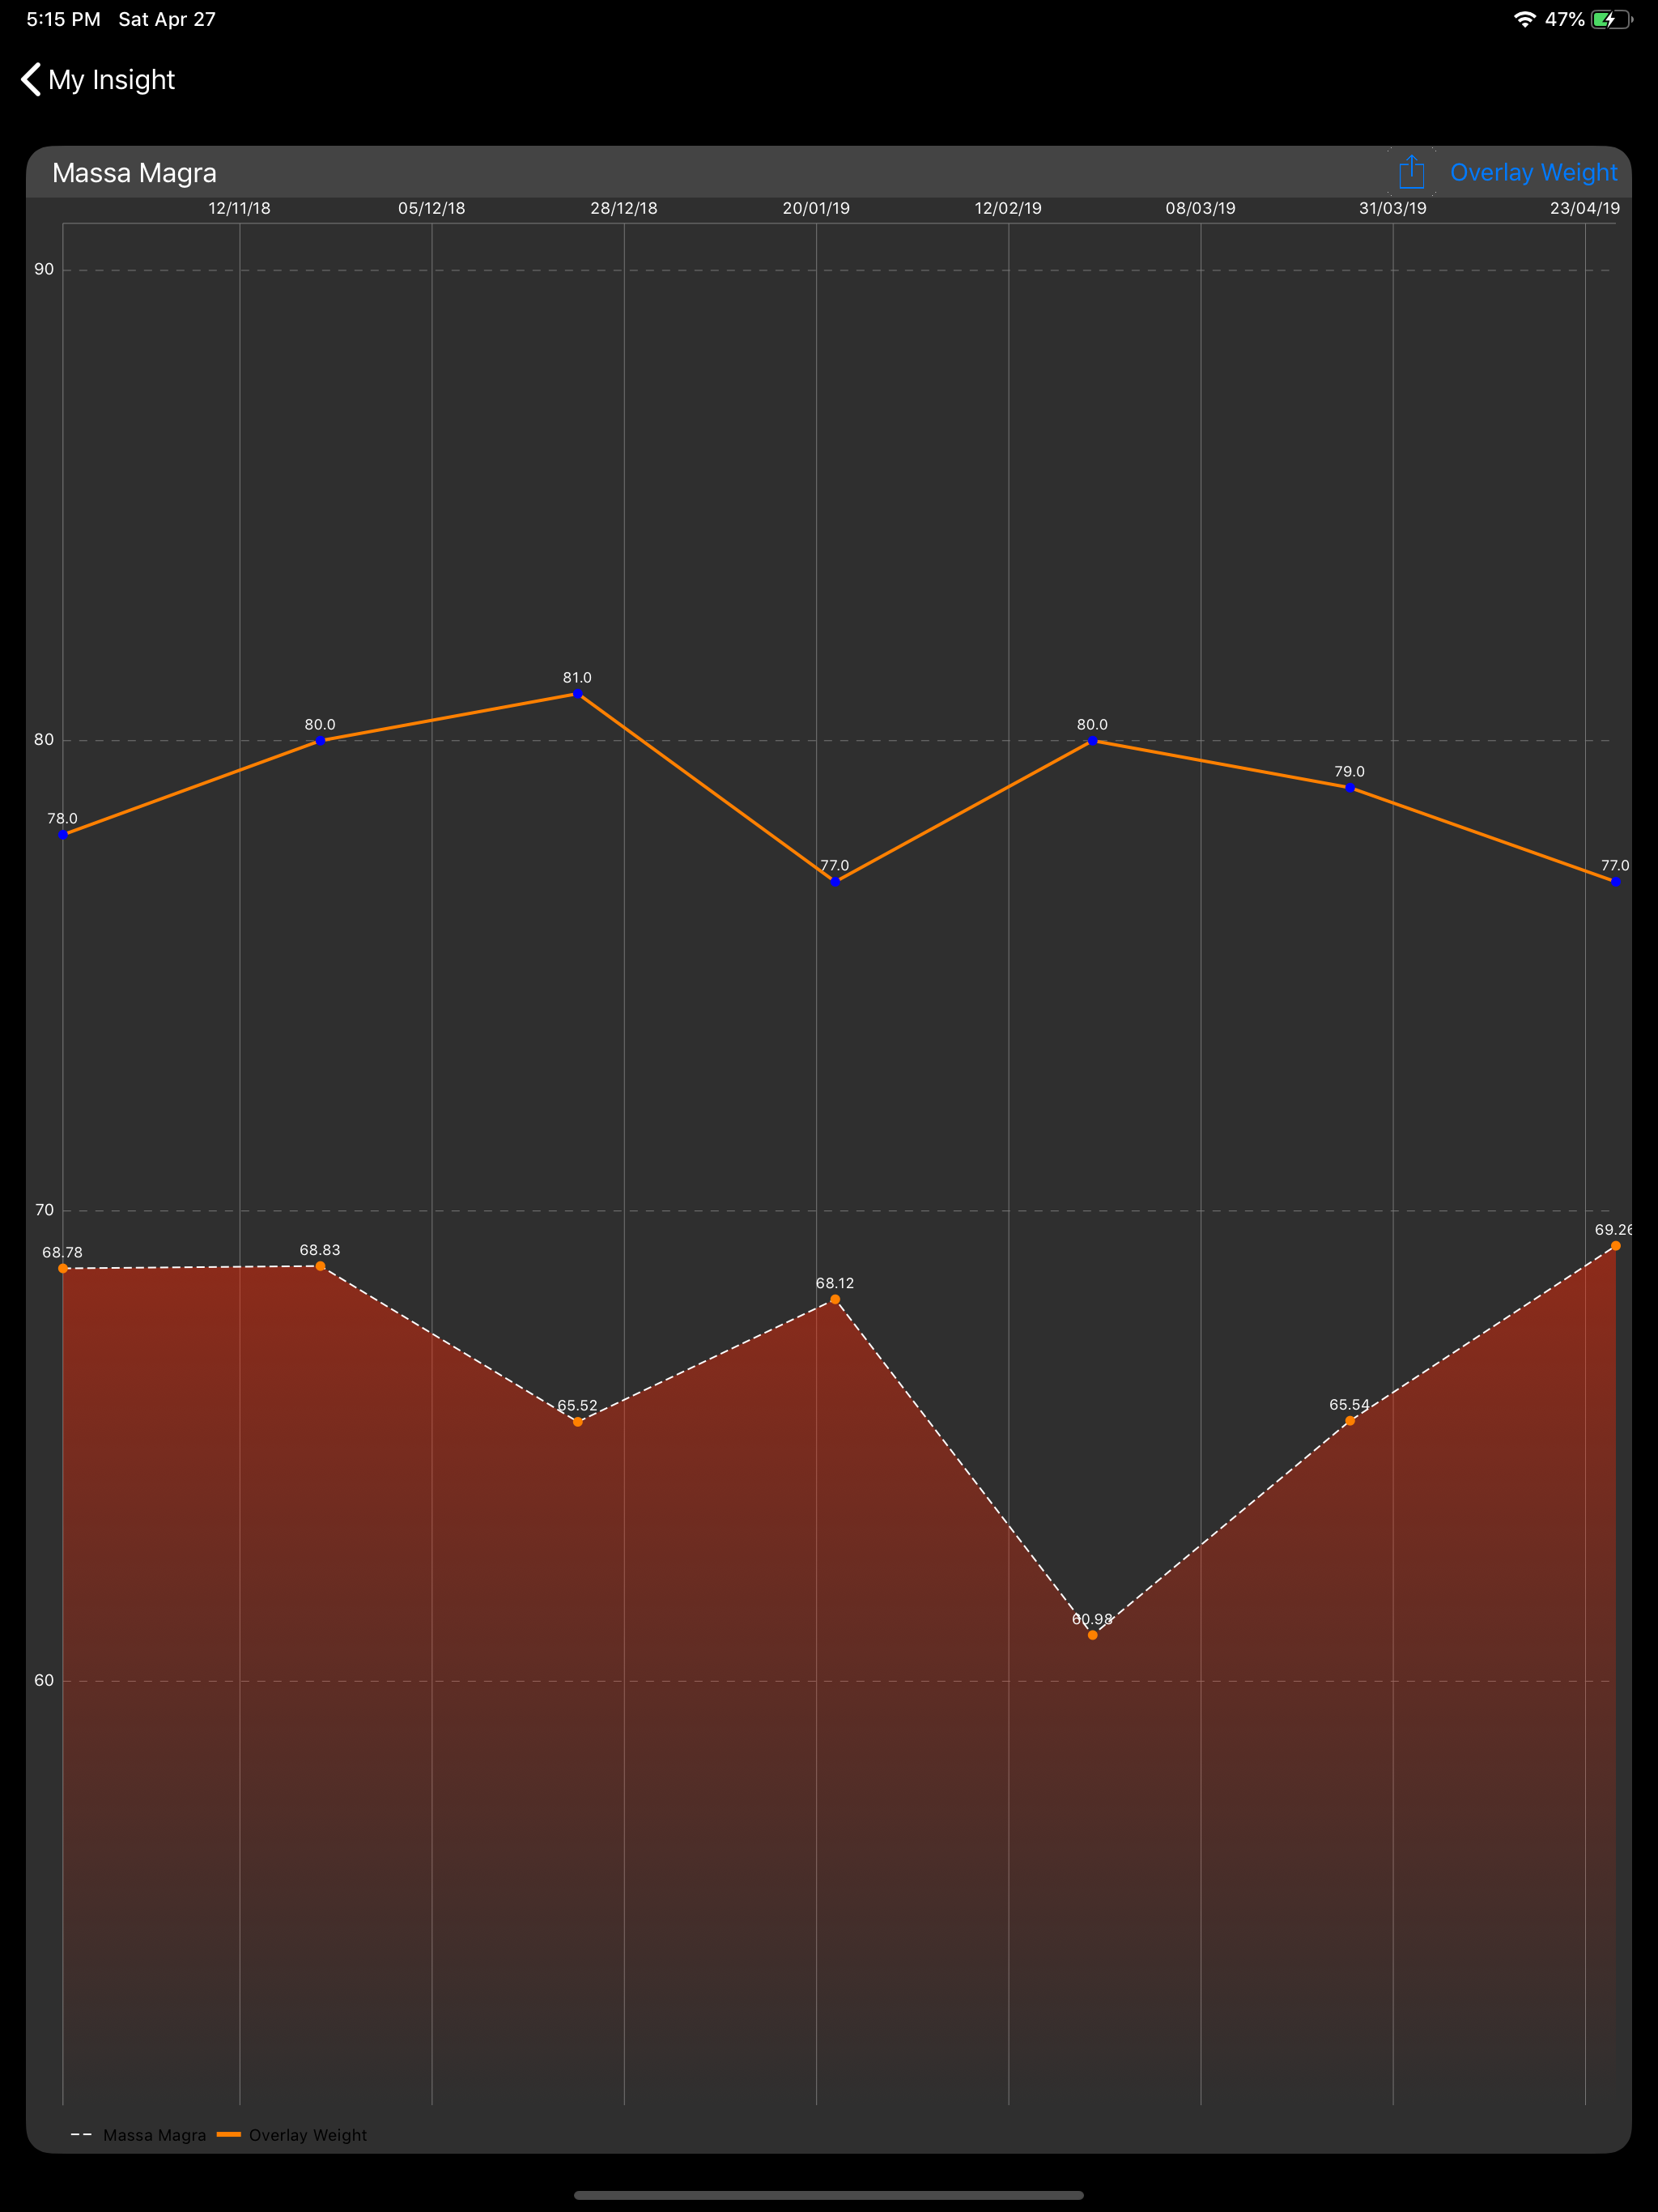 5:15 PM Sat Apr 27 47%
My Insight
Massa Magra Overlay Weight
12/11/18 05/12/18 28/12/18 20/01/19 12/02/19 08/03/19 31/03/19 23/04/19
90
81.0
80.0 80.0
80
79.0
78.0
77.0 77.0
70
69.26
68.78 68.83
68.12
65.52 65.54
60.98
60
Massa Magra Overlay Weight